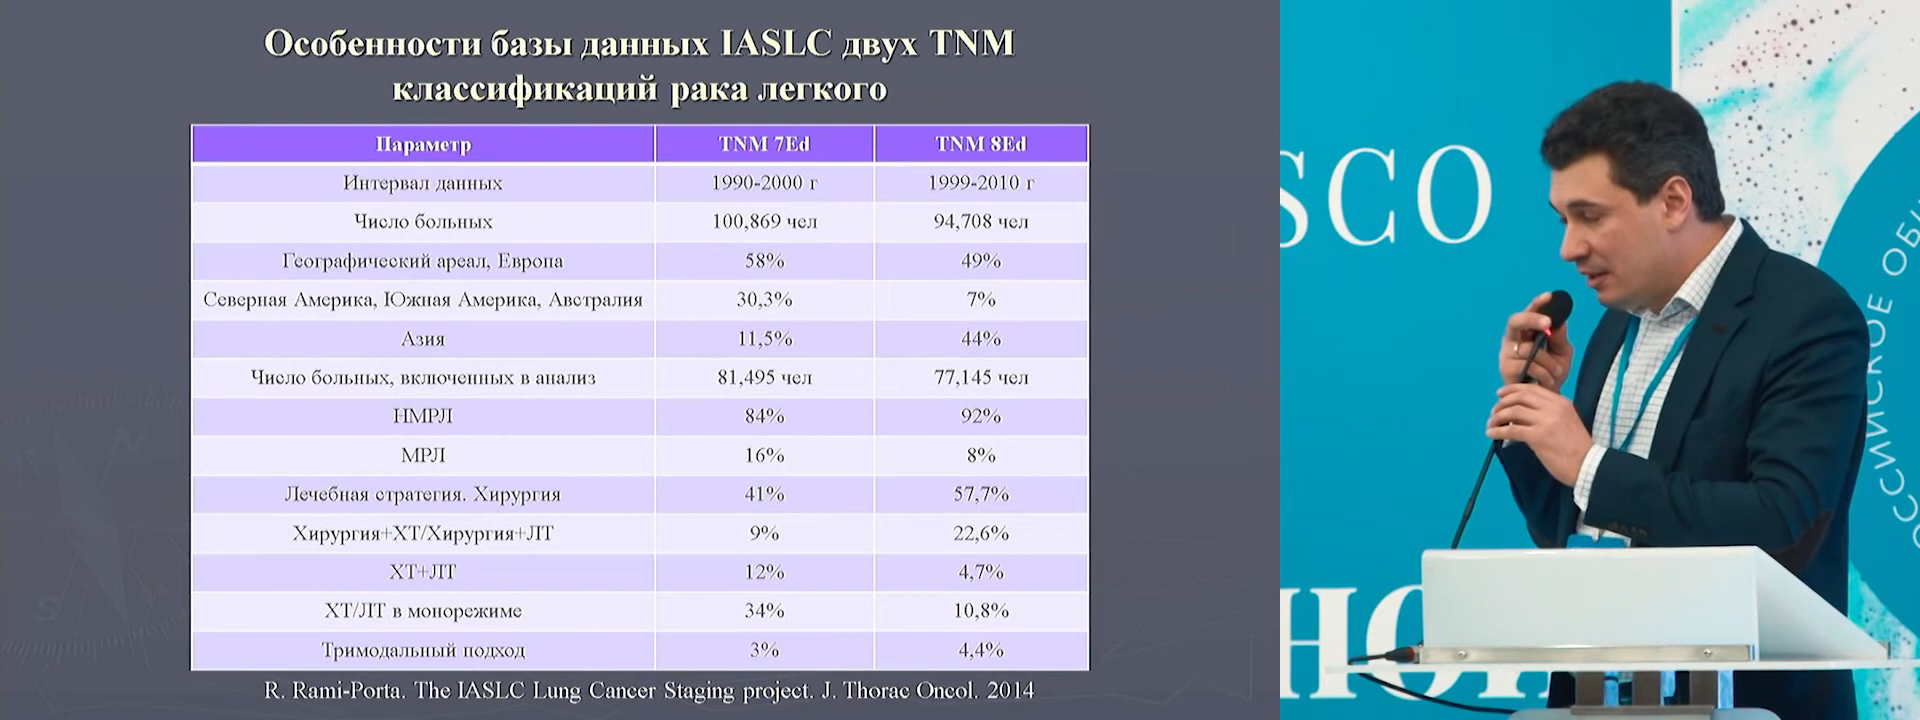 Особенности базы данных IASLC двух TNM
классификаций рака легкого
Параметр TNM 7Ed TNM 8Ed
Интервал данных 1990-2000 г 1999-2010 г
Число больных 100,869 чел 94,708 чел
Географический ареал, Европа 58% 49%
Северная Америка, Южная Америка, Австралия 30,3% 7%
Азия 11,5% 44%
Число больных, включенных в анализ 81,495 чел 77,145 чел
НМРЛ 84% 92%
МРЛ 16% 8%
Лечебная стратегия. Хирургия 41% 57,7%
Хирургия+ХТ/Хирургия+ЛТ 9% 22,6%
ХТ+ЛТ 12% 4,7%
ХТ/ЛТ в монорежиме 34% 10,8%
Тримодальный подход 3% 4,4%
R. Rami-Porta. The IASLC Lung Cancer Staging project. J. Thorac Oncol. 2014
SCO
ОССИЙСКОЕ ОБЩ